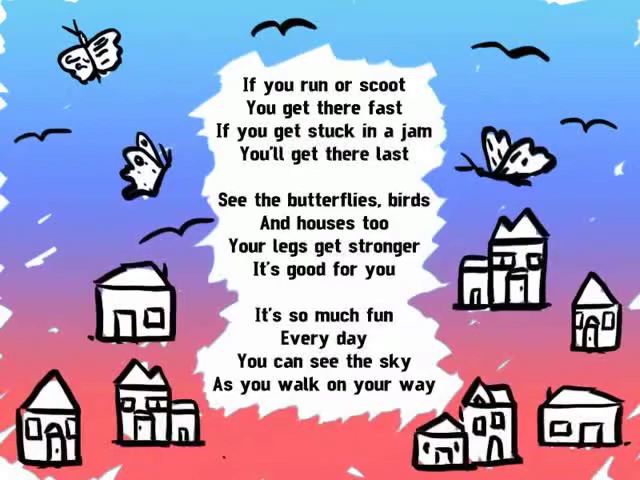 If you run or scoot
You get there fast
If you get stuck in a jam
You'll get there last
See the butterflies, birds
And houses too
Your legs get stronger
It's good for you
It's so much fun
Every day
You can see the sky
As you walk on your way